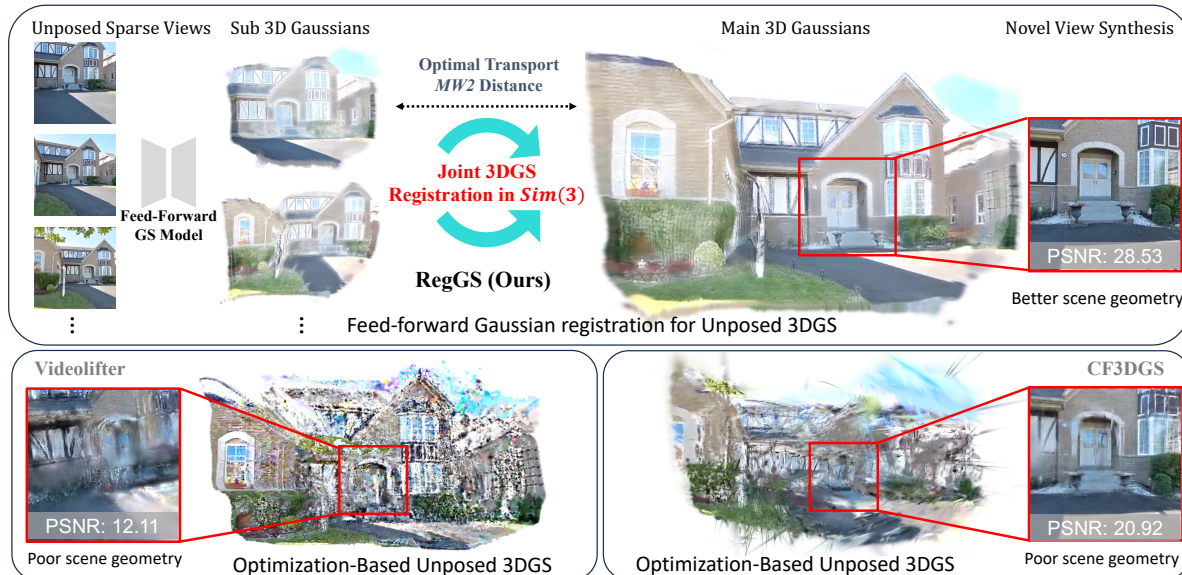 Unposed Sparse Views
Sub 3D Gaussians
Main 3D Gaussians
Novel View Synthesis
Optimal Transport
MW2 Distance
Joint 3DGS
Registration in Sim(3)
Feed-Forward
GS Model
RegGS (Ours)
PSNR: 28.53
Better scene geometry
⋮
⋮
Feed-forward Gaussian registration for Unposed 3DGS
Videolifter
PSNR: 12.11
Poor scene geometry
Optimization-Based Unposed 3DGS
CF3DGS
PSNR: 20.92
Optimization-Based Unposed 3DGS
Poor scene geometry